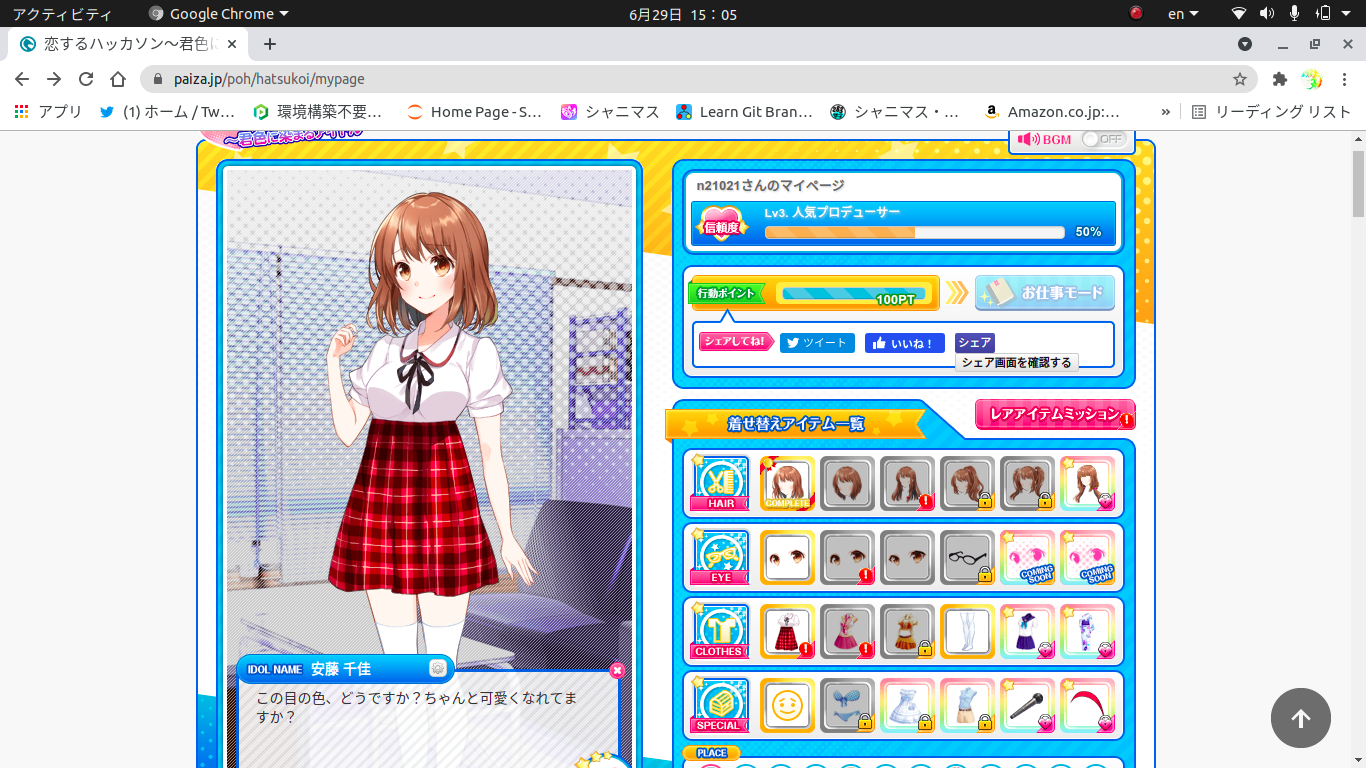 アクティビティ
Google Chrome
6月29日 15：05
en
恋するハッカソン～君色に
paiza.jp/poh/hatsukoi/mypage
アプリ
(1) ホーム / Tw…
環境構築不要…
Home Page - S…
シャニマス
Learn Git Bran…
シャニマス・…
Amazon.co.jp:…
»
リーディング リスト
～君色に染まるアイドル
BGM
OFF
n21021さんのマイページ
信頼度
Lv3. 人気プロデューサー
50%
行動ポイント
100PT
お仕事モード
シェアしてね!
ツイート
いいね！
シェア
シェア画面を確認する
着せ替えアイテム一覧
レアアイテムミッション
!
HAIR
COMPLETE
!
EYE
!
COMING SOON
COMING SOON
CLOTHES
!
!
SPECIAL
PLACE
IDOL NAME 安藤 千佳
この目の色、どうですか？ちゃんと可愛くなれてま
すか？